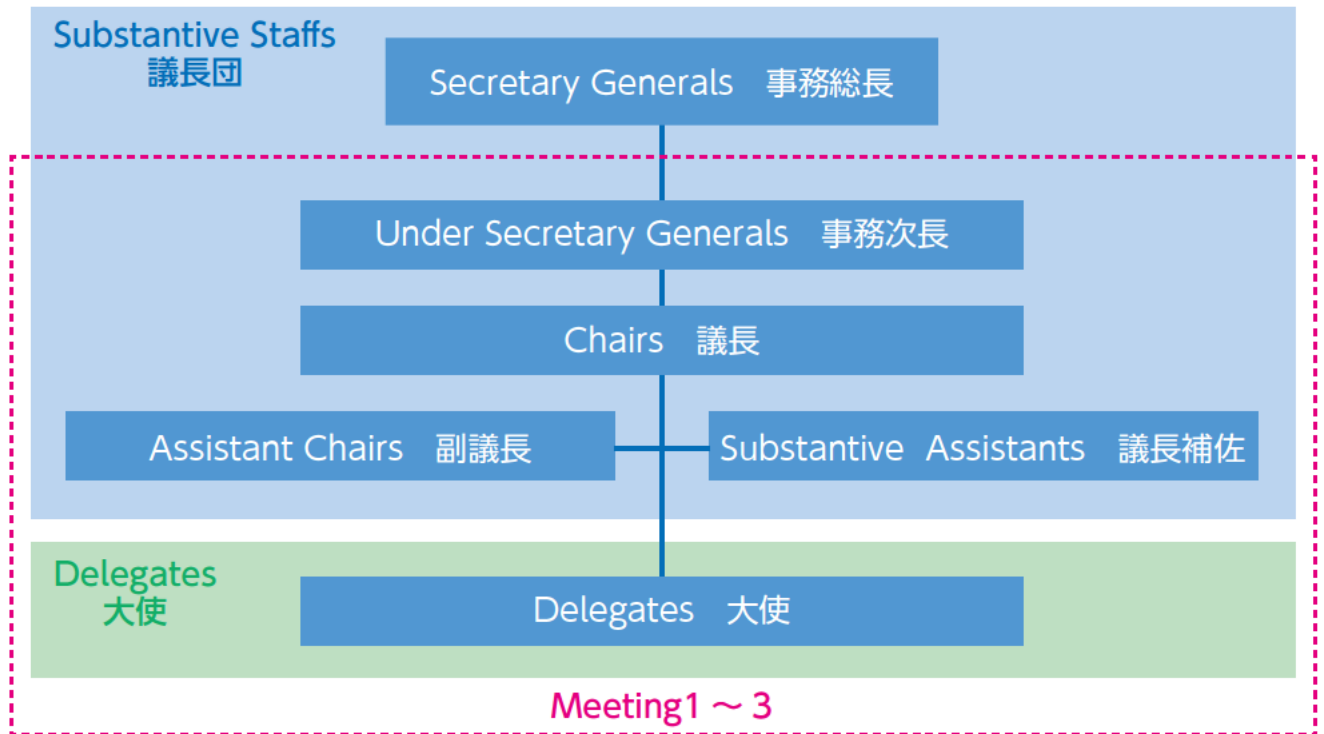 Substantive Staffs
議長団
Secretary Generals　事務総長
Under Secretary Generals　事務次長
Chairs　議長
Assistant Chairs　副議長
Substantive Assistants　議長補佐
Delegates
大使
Delegates　大使
Meeting1 ～ 3